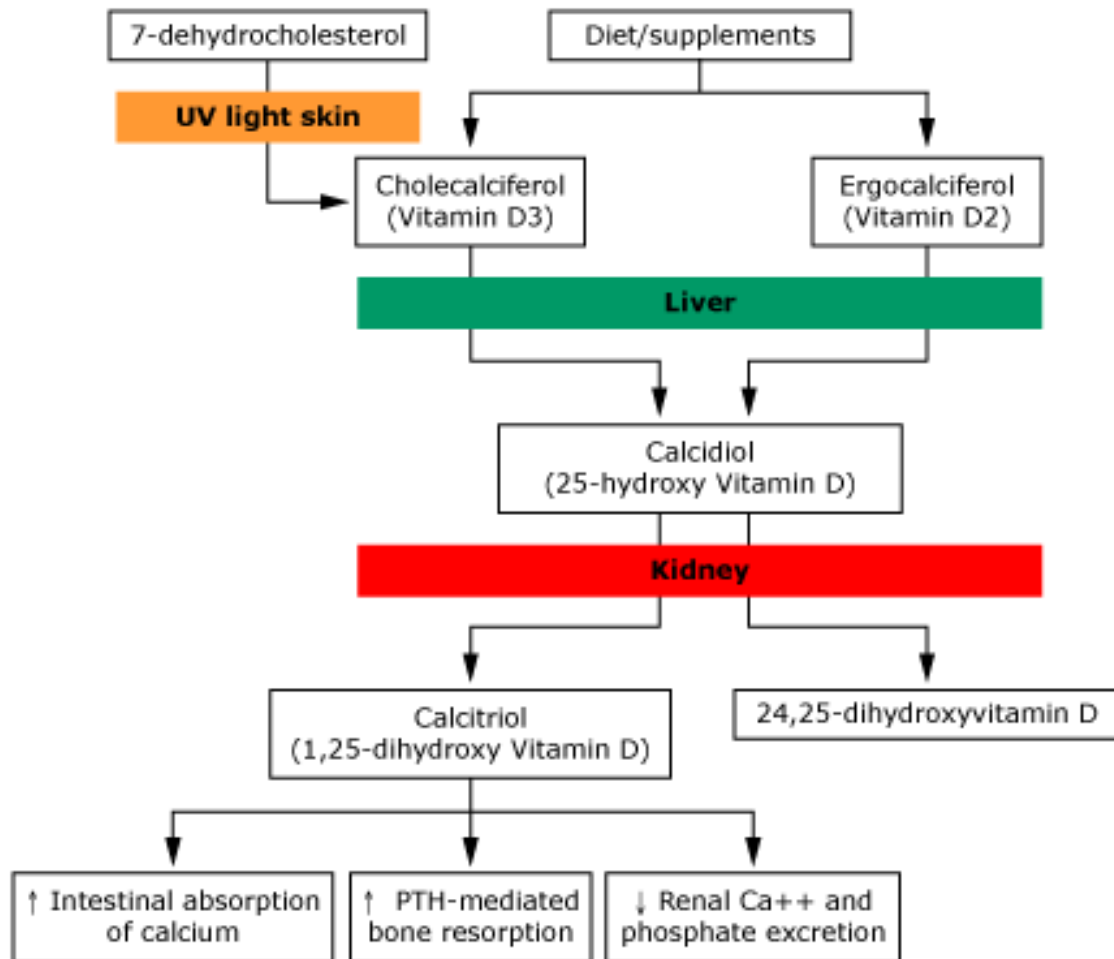 7-dehydrocholesterol
Diet/supplements
UV light skin
Cholecalciferol
(Vitamin D3)
Ergocalciferol
(Vitamin D2)
Liver
Calcidiol
(25-hydroxy Vitamin D)
Kidney
Calcitriol
(1,25-dihydroxy Vitamin D)
24,25-dihydroxyvitamin D
↑ Intestinal absorption
of calcium
↑ PTH-mediated
bone resorption
↓ Renal Ca++ and
phosphate excretion